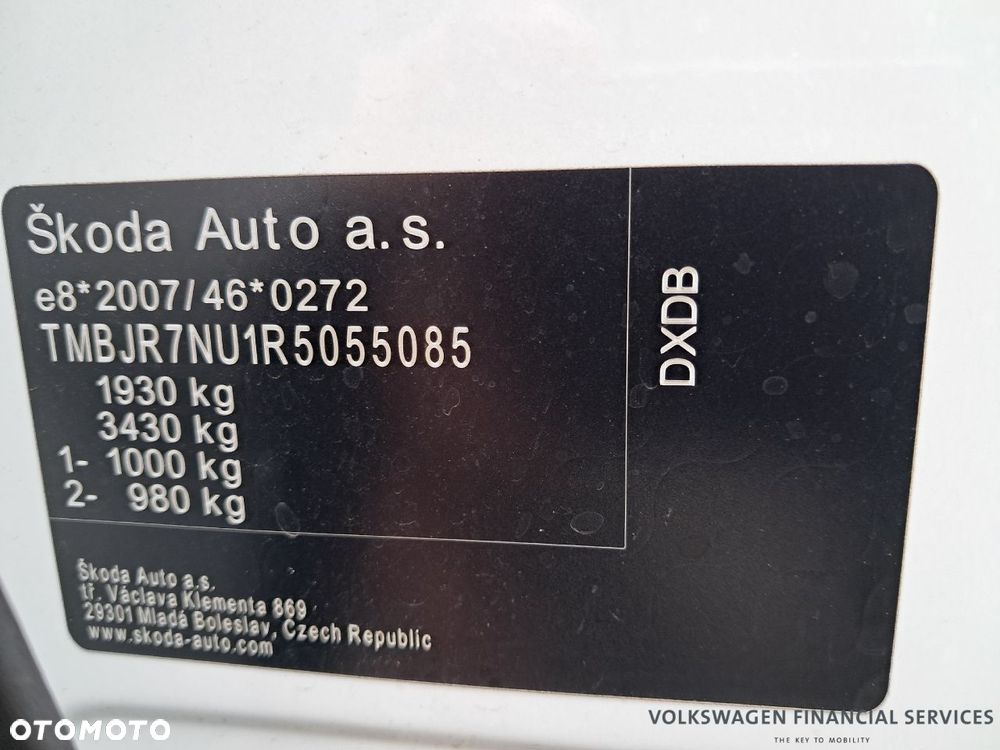 Škoda Auto a.s.
e8*2007/46*0272
TMBJR7NU1R5055085
1930 kg
3430 kg
1- 1000 kg
2- 980 kg
DXDB
Škoda Auto a.s.
tř. Václava Klementa 869
29301 Mladá Boleslav, Czech Republic
www.skoda-auto.com
OTOMOTO
VOLKSWAGEN FINANCIAL SERVICES
THE KEY TO MOBILITY